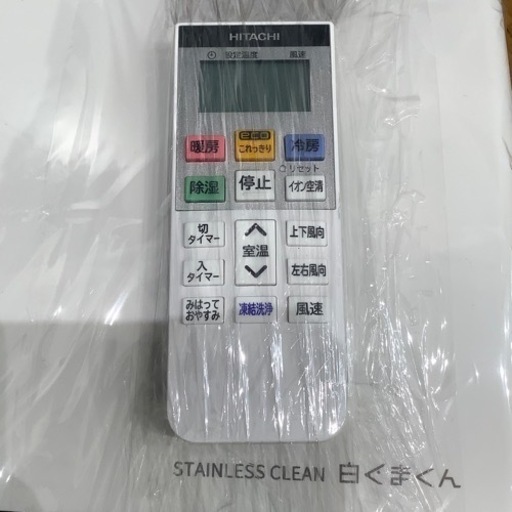 HITACHI
設定温度 風速
暖房
eco
これっきり
冷房
リセット
除湿
停止
イオン空清
切
タイマー
室温
上下風向
入
タイマー
左右風向
みはって
おやすみ
凍結洗浄
風速
STAINLESS CLEAN 白くまくん